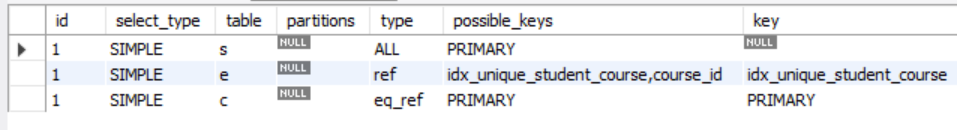 id select_type table partitions type possible_keys key
1 SIMPLE s NULL ALL PRIMARY NULL
1 SIMPLE e NULL ref idx_unique_student_course,course_id idx_unique_student_course
1 SIMPLE c NULL eq_ref PRIMARY PRIMARY